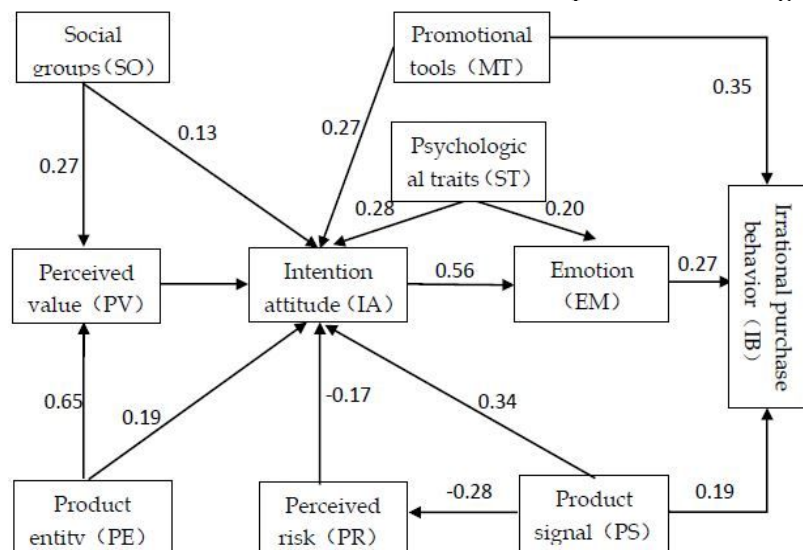 Social
groups(SO)
Promotional
tools（MT）
0.35
0.13
0.27
Psychologic
al traits(ST)
0.27
0.28
0.20
Irrational purchase
behavior（IB）
Perceived
value（PV）
Intention
attitude（IA）
0.56
Emotion
（EM）
0.27
0.65
0.19
-0.17
0.34
Product
entity（PE）
Perceived
risk（PR）
-0.28
Product
signal（PS）
0.19